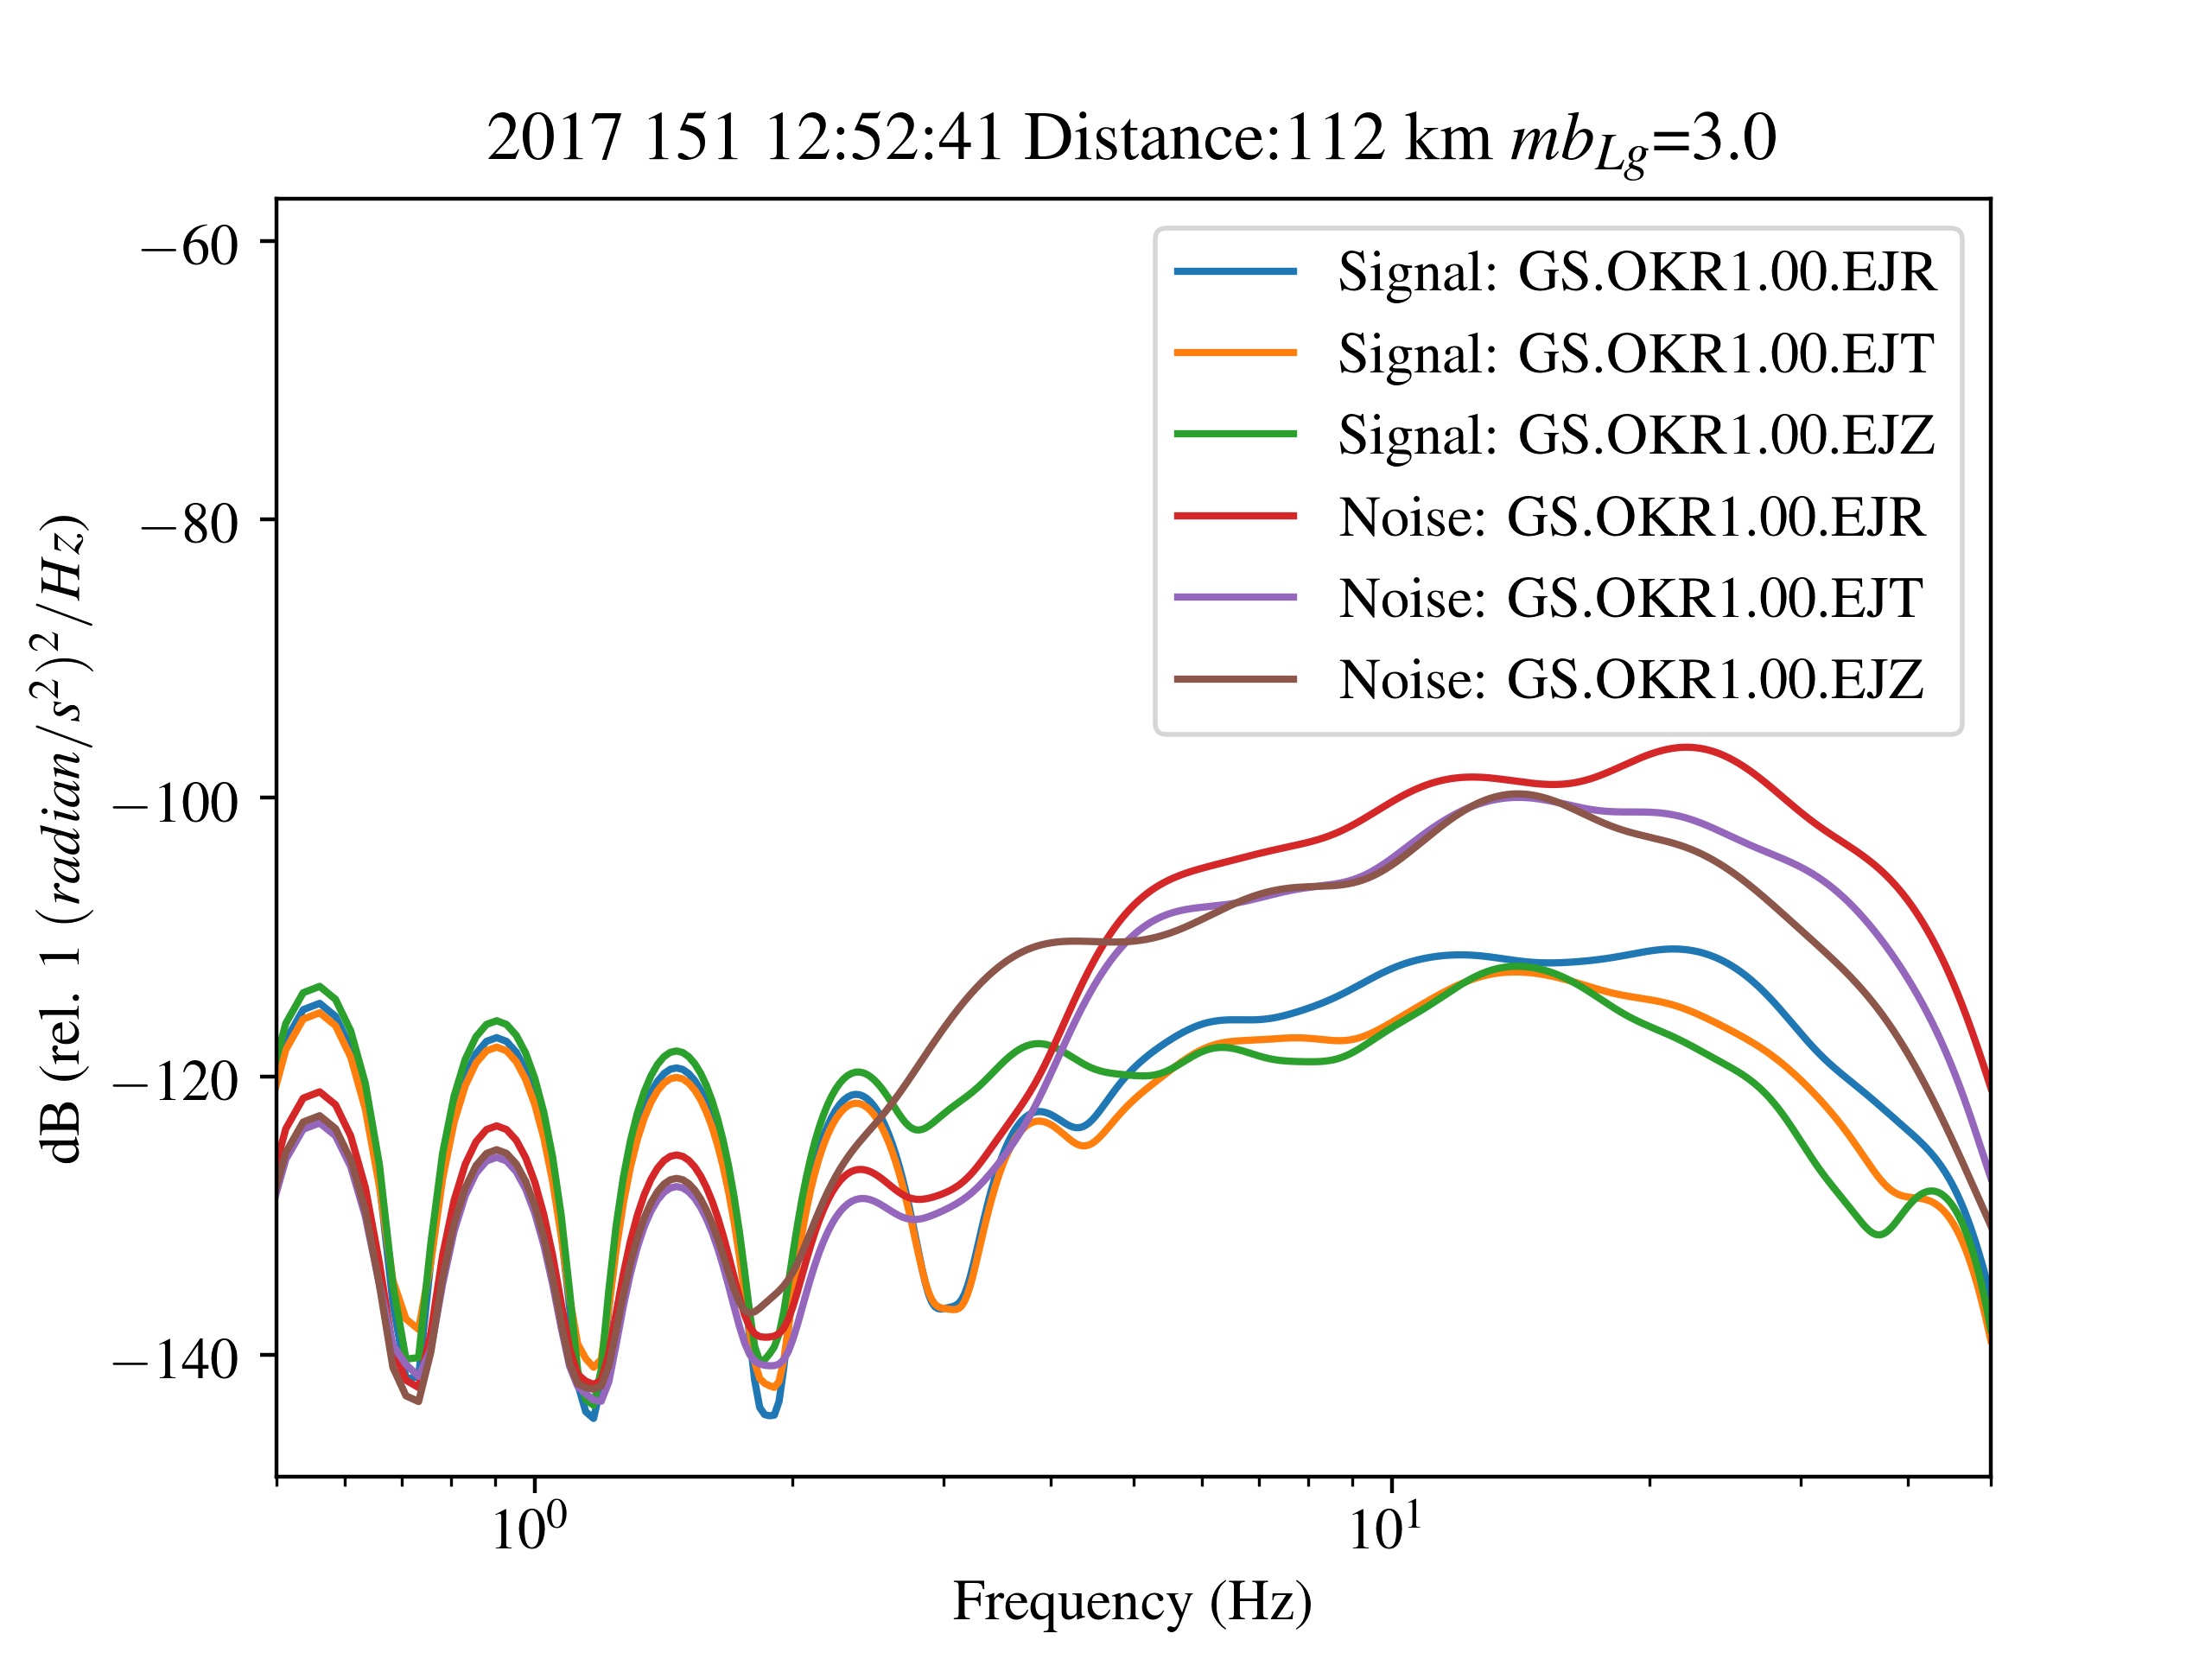 2017 151 12:52:41 Distance:112 km mb_Lg=3.0
−60
−80
−100
−120
−140
dB (rel. 1 (radian/s²)²/Hz)
Signal: GS.OKR1.00.EJR
Signal: GS.OKR1.00.EJT
Signal: GS.OKR1.00.EJZ
Noise: GS.OKR1.00.EJR
Noise: GS.OKR1.00.EJT
Noise: GS.OKR1.00.EJZ
10⁰ 10¹
Frequency (Hz)